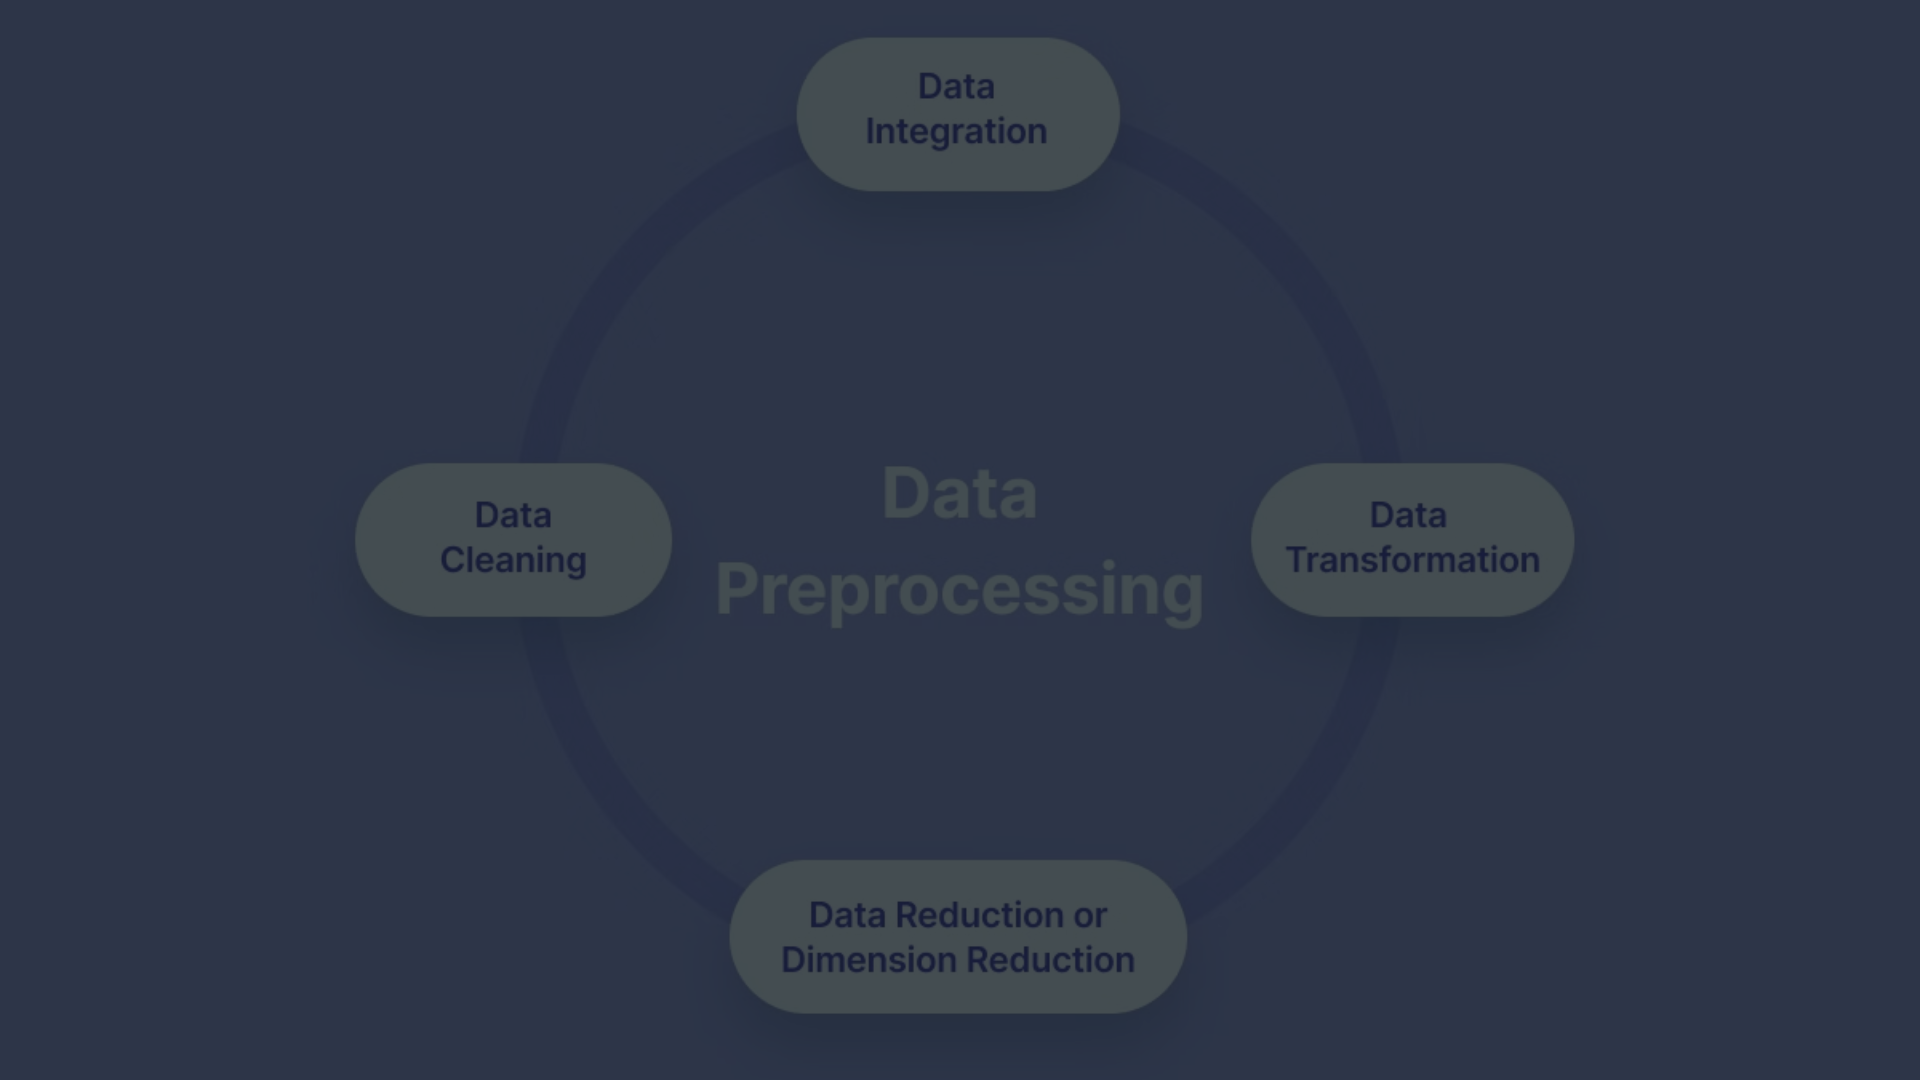 Data
Integration
Data
Cleaning
Data
Preprocessing
Data
Transformation
Data Reduction or
Dimension Reduction